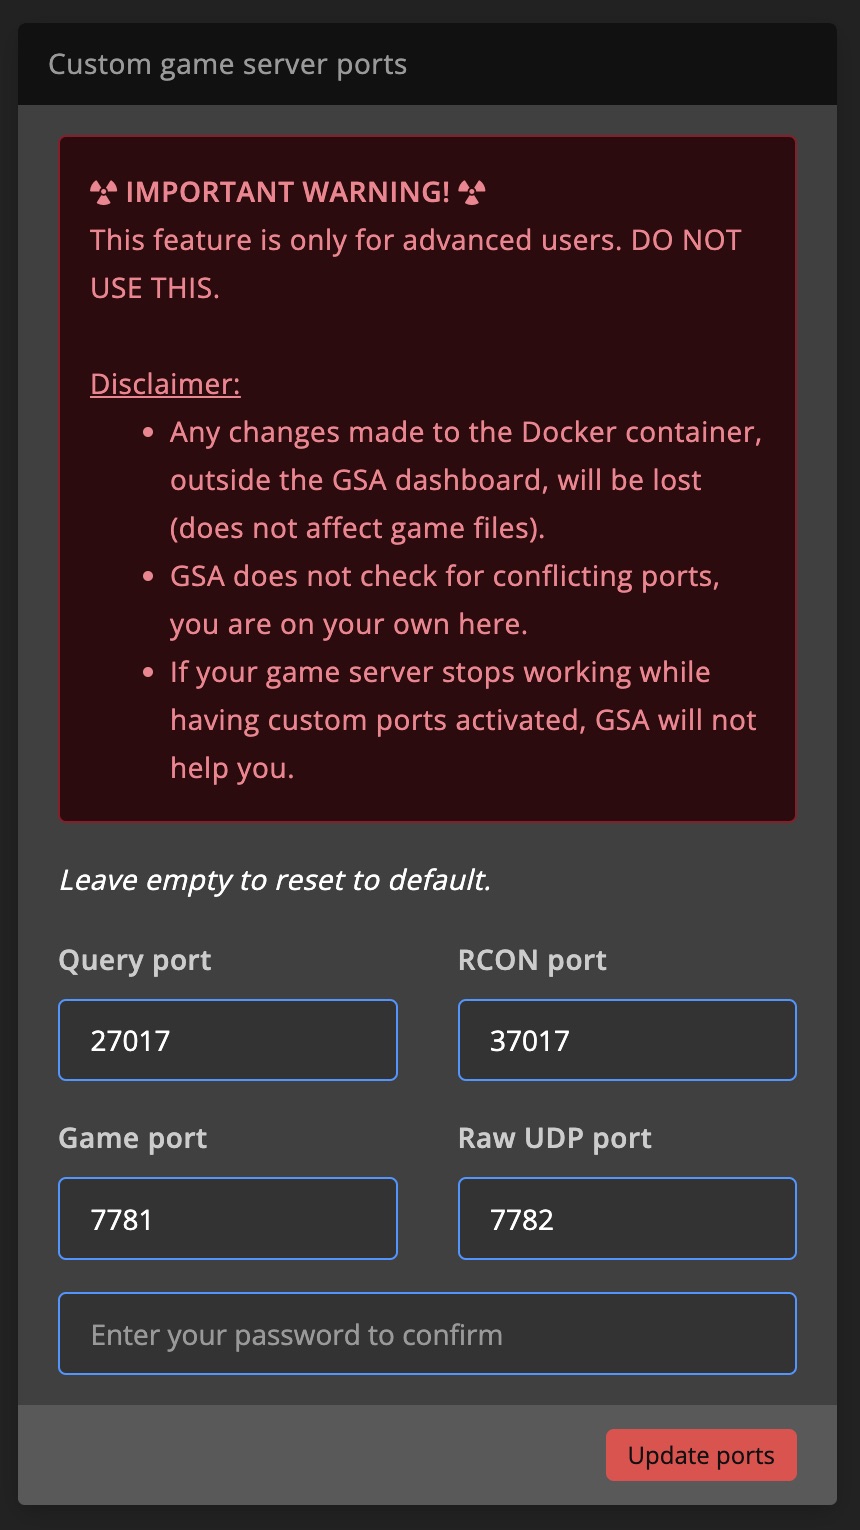 Custom game server ports
☢ IMPORTANT WARNING! ☢
This feature is only for advanced users. DO NOT
USE THIS.
Disclaimer:
• Any changes made to the Docker container,
outside the GSA dashboard, will be lost
(does not affect game files).
• GSA does not check for conflicting ports,
you are on your own here.
• If your game server stops working while
having custom ports activated, GSA will not
help you.
Leave empty to reset to default.
Query port
27017
RCON port
37017
Game port
7781
Raw UDP port
7782
Enter your password to confirm
Update ports